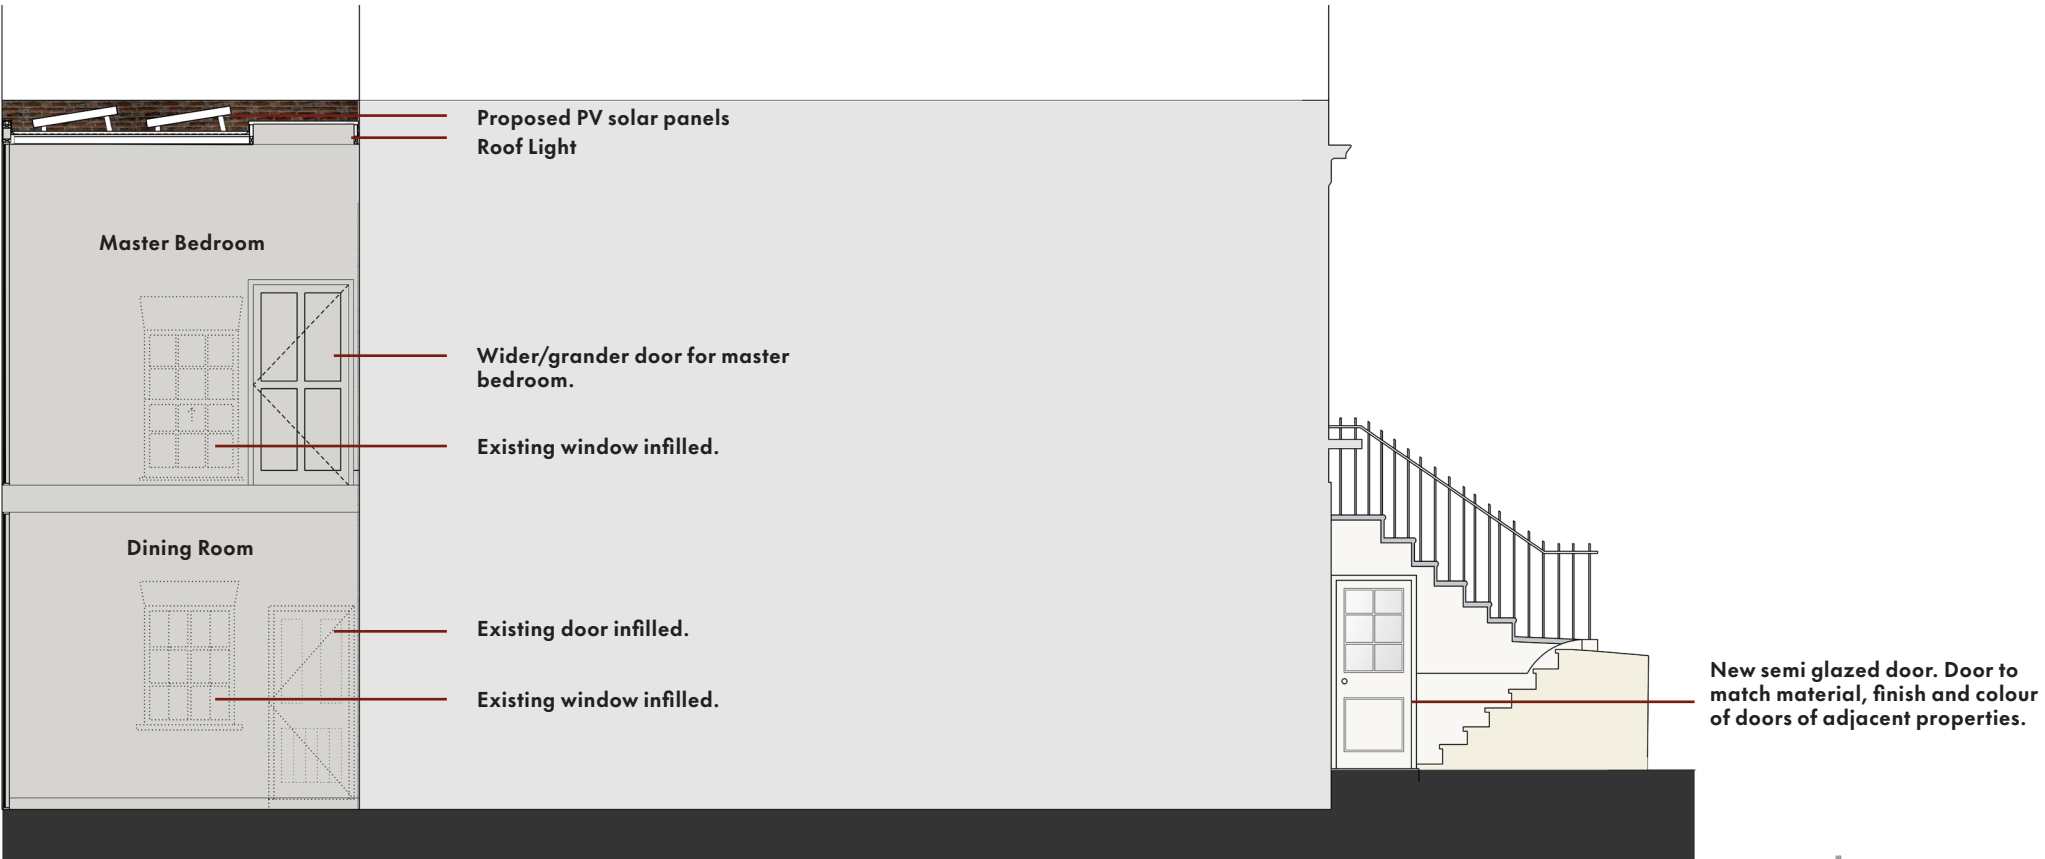 Proposed PV solar panels
Roof Light
Master Bedroom
Wider/grander door for master
bedroom.
Existing window infilled.
Dining Room
Existing door infilled.
Existing window infilled.
New semi glazed door. Door to
match material, finish and colour
of doors of adjacent properties.